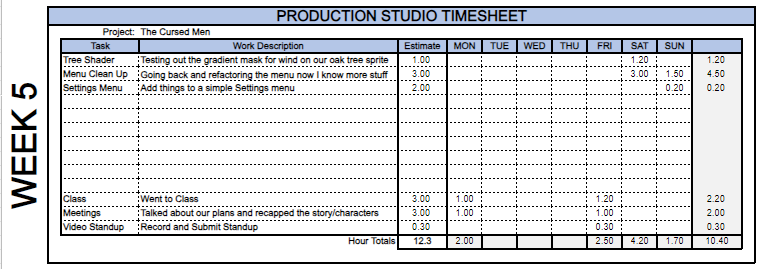 WEEK 5
PRODUCTION STUDIO TIMESHEET
Project: The Cursed Men
Task Work Description Estimate MON TUE WED THU FRI SAT SUN
Tree Shader Testing out the gradient mask for wind on our oak tree sprite 1.00 1.20 1.20
Menu Clean Up Going back and refactoring the menu now I know more stuff 3.00 3.00 1.50 4.50
Settings Menu Add things to a simple Settings menu 2.00 0.20 0.20
Class Went to Class 3.00 1.00 1.20 2.20
Meetings Talked about our plans and recapped the story/characters 3.00 1.00 1.00 2.00
Video Standup Record and Submit Standup 0.30 0.30 0.30
Hour Totals 12.3 2.00 2.50 4.20 1.70 10.40